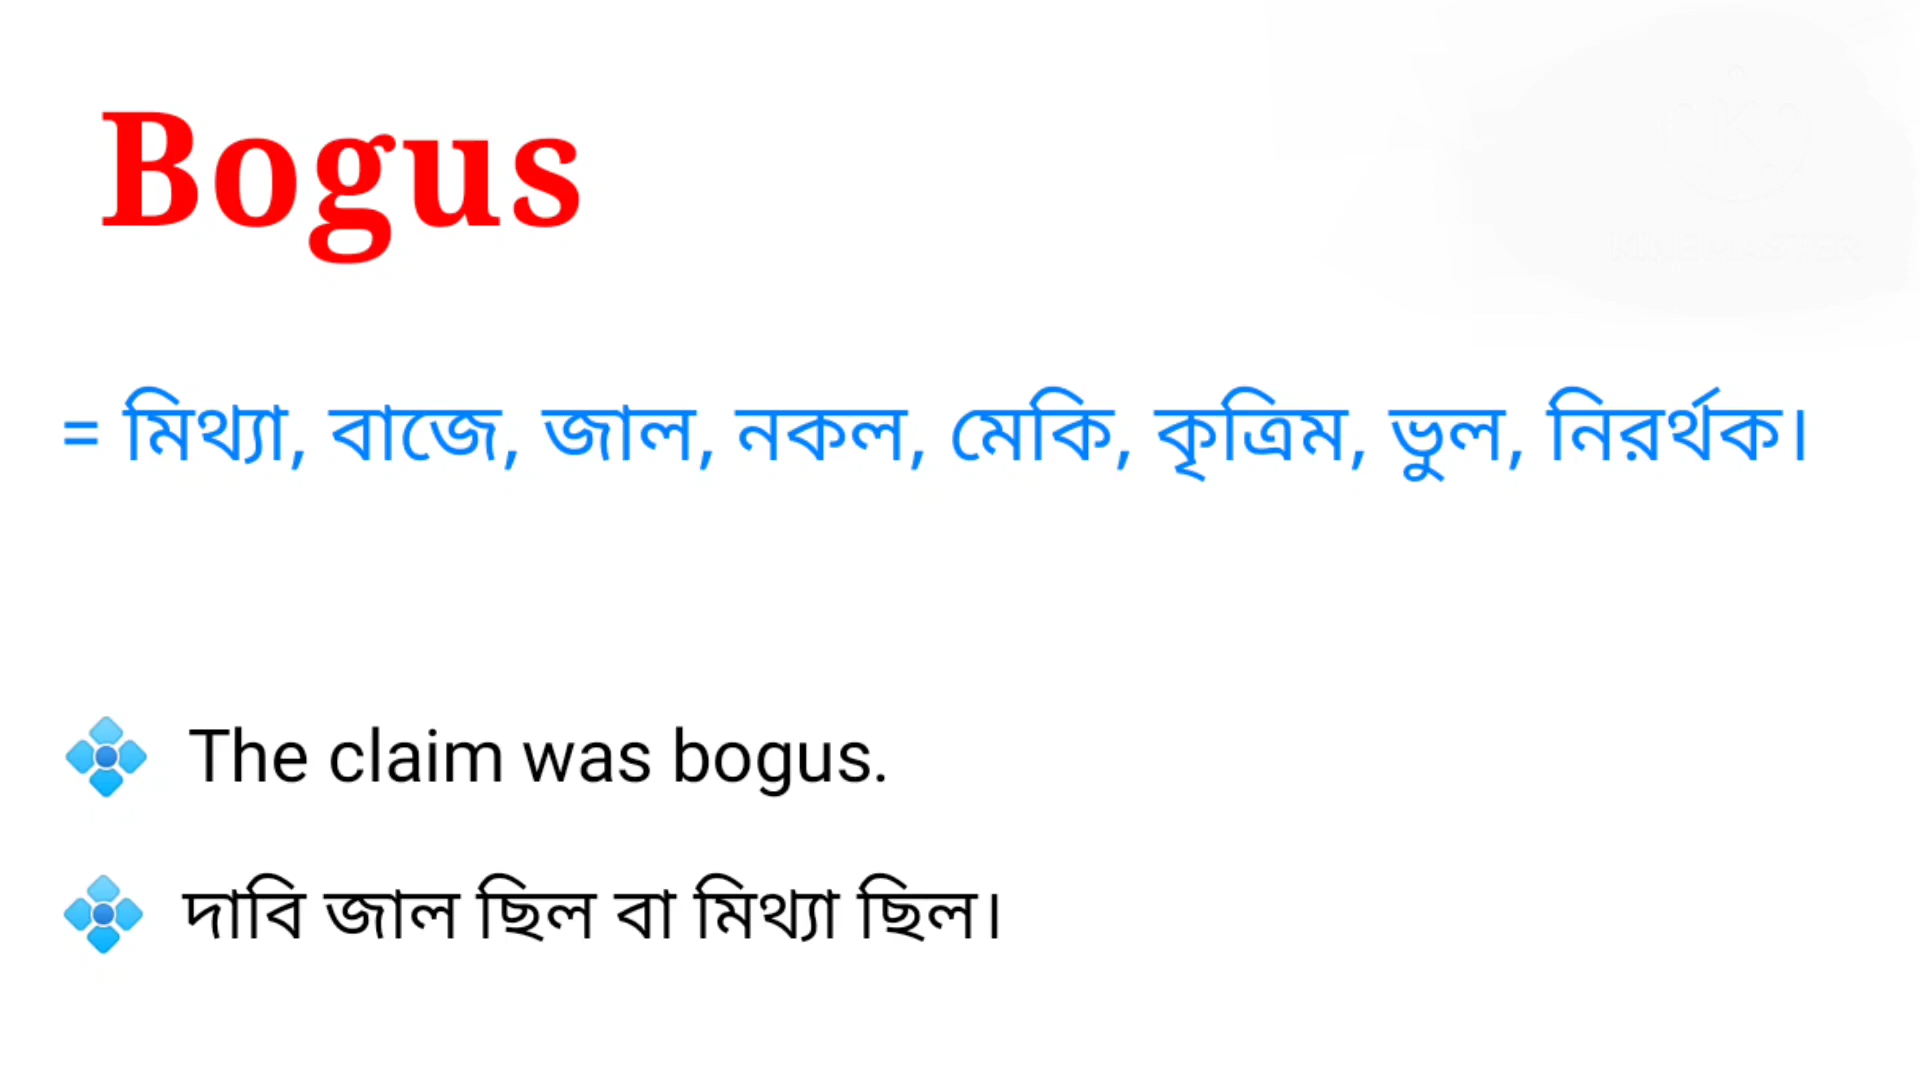 Bogus
= মিথ্যা, বাজে, জাল, নকল, মেকি, কৃত্রিম, ভুল, নিরর্থক।
The claim was bogus.
দাবি জাল ছিল বা মিথ্যা ছিল।